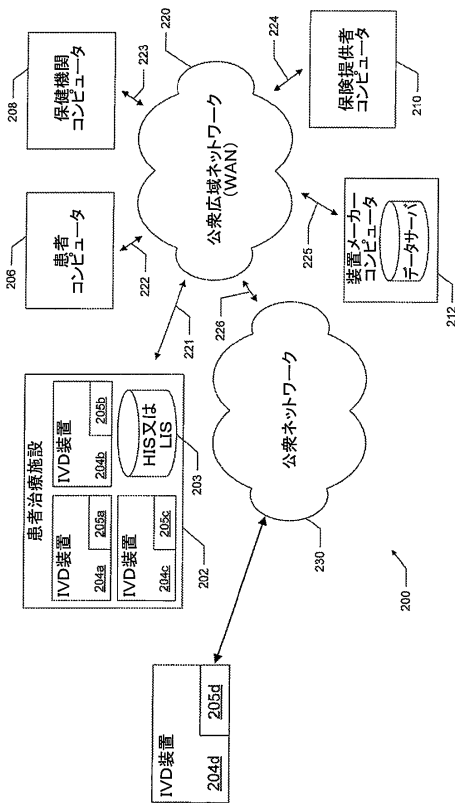 患者治療施設
IVD装置
205a
204a
IVD装置
205b
204b
IVD装置
205c
204c
HIS又は
LIS
203
202
206
患者
コンピュータ
222
208
保健機関
コンピュータ
223
220
公衆広域ネットワーク
(WAN)
221
226
224
保険提供者
コンピュータ
210
225
装置メーカー
コンピュータ
データサーバ
212
公衆ネットワーク
230
IVD装置
205d
204d
200